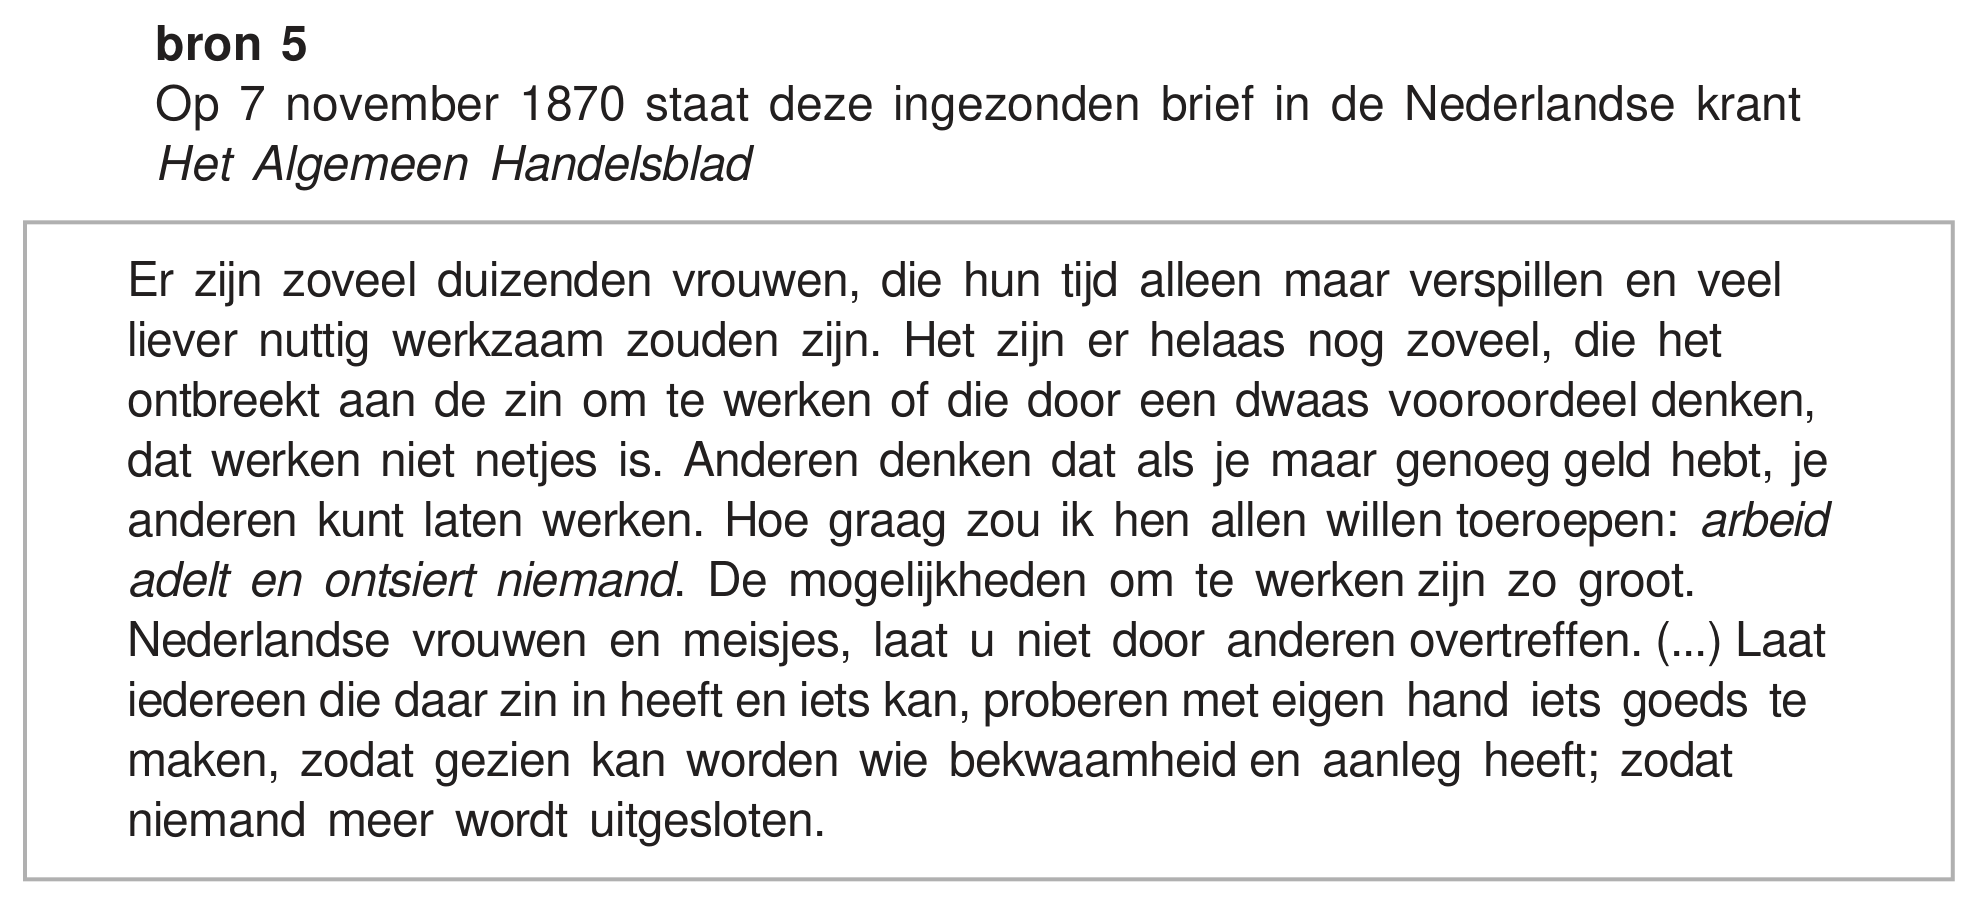 bron 5
Op 7 november 1870 staat deze ingezonden brief in de Nederlandse krant
Het Algemeen Handelsblad
Er zijn zoveel duizenden vrouwen, die hun tijd alleen maar verspillen en veel
liever nuttig werkzaam zouden zijn. Het zijn er helaas nog zoveel, die het
ontbreekt aan de zin om te werken of die door een dwaas vooroordeel denken,
dat werken niet netjes is. Anderen denken dat als je maar genoeg geld hebt, je
anderen kunt laten werken. Hoe graag zou ik hen allen willen toeroepen: arbeid
adelt en ontsiert niemand. De mogelijkheden om te werken zijn zo groot.
Nederlandse vrouwen en meisjes, laat u niet door anderen overtreffen. (...) Laat
iedereen die daar zin in heeft en iets kan, proberen met eigen hand iets goeds te
maken, zodat gezien kan worden wie bekwaamheid en aanleg heeft; zodat
niemand meer wordt uitgesloten.